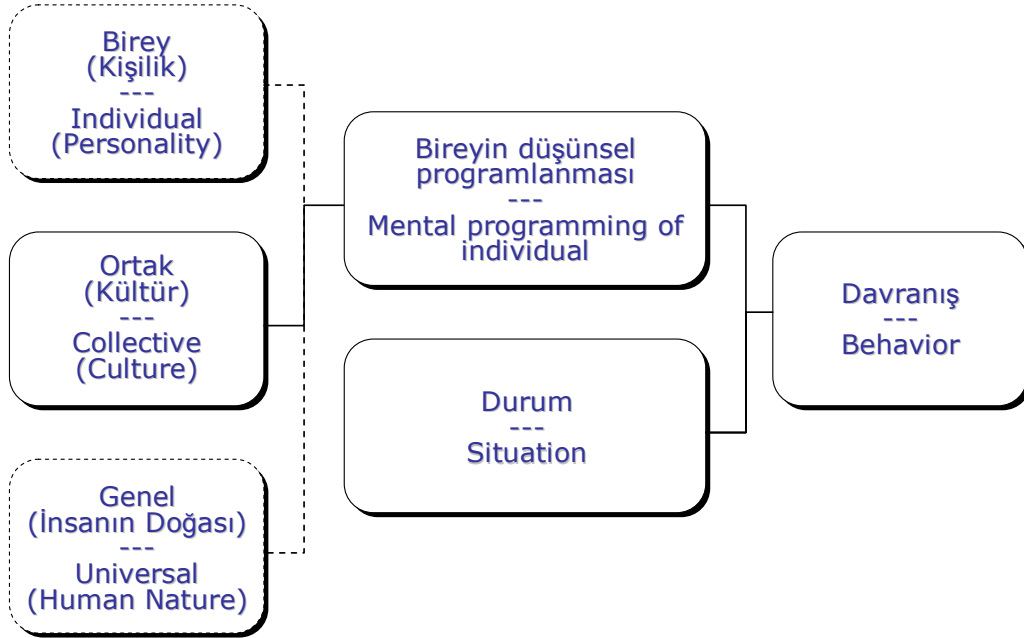 Birey
(Kişilik)
---
Individual
(Personality)
Ortak
(Kültür)
---
Collective
(Culture)
Genel
(İnsanın Doğası)
---
Universal
(Human Nature)
Bireyin düşünsel
programlanması
---
Mental programming of
individual
Durum
---
Situation
Davranış
---
Behavior